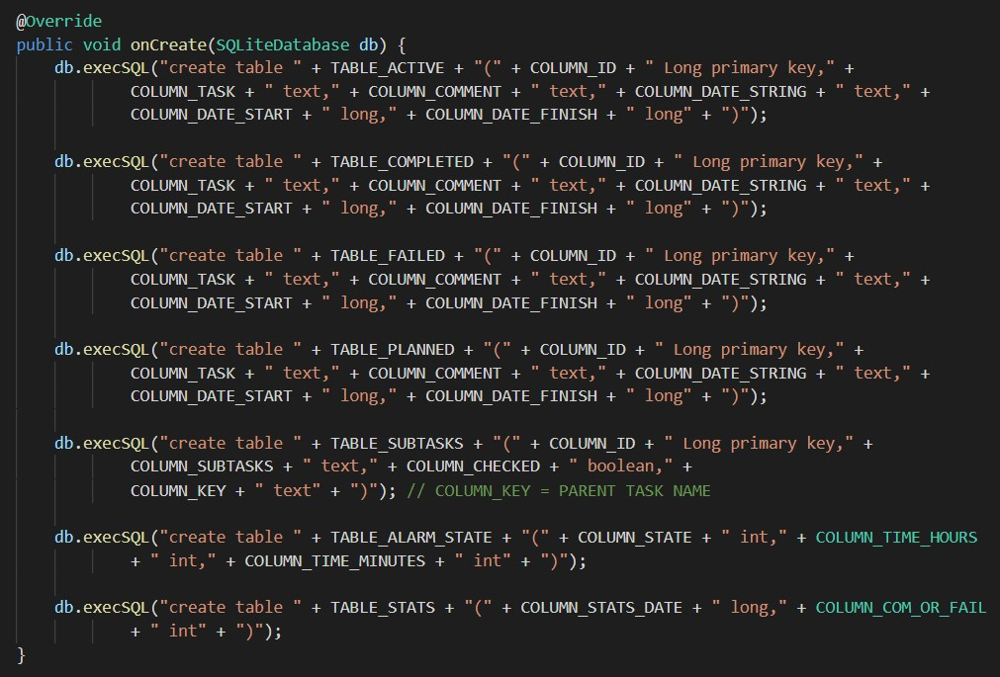 @Override
public void onCreate(SQLiteDatabase db) {
    db.execSQL("create table " + TABLE_ACTIVE + "(" + COLUMN_ID + " Long primary key," +
            COLUMN_TASK + " text," + COLUMN_COMMENT + " text," + COLUMN_DATE_STRING + " text," +
            COLUMN_DATE_START + " long," + COLUMN_DATE_FINISH + " long" + ")");

    db.execSQL("create table " + TABLE_COMPLETED + "(" + COLUMN_ID + " Long primary key," +
            COLUMN_TASK + " text," + COLUMN_COMMENT + " text," + COLUMN_DATE_STRING + " text," +
            COLUMN_DATE_START + " long," + COLUMN_DATE_FINISH + " long" + ")");

    db.execSQL("create table " + TABLE_FAILED + "(" + COLUMN_ID + " Long primary key," +
            COLUMN_TASK + " text," + COLUMN_COMMENT + " text," + COLUMN_DATE_STRING + " text," +
            COLUMN_DATE_START + " long," + COLUMN_DATE_FINISH + " long" + ")");

    db.execSQL("create table " + TABLE_PLANNED + "(" + COLUMN_ID + " Long primary key," +
            COLUMN_TASK + " text," + COLUMN_COMMENT + " text," + COLUMN_DATE_STRING + " text," +
            COLUMN_DATE_START + " long," + COLUMN_DATE_FINISH + " long" + ")");

    db.execSQL("create table " + TABLE_SUBTASKS + "(" + COLUMN_ID + " Long primary key," +
            COLUMN_SUBTASKS + " text," + COLUMN_CHECKED + " boolean," +
            COLUMN_KEY + " text" + ")"); // COLUMN_KEY = PARENT TASK NAME

    db.execSQL("create table " + TABLE_ALARM_STATE + "(" + COLUMN_STATE + " int," + COLUMN_TIME_HOURS
            + " int," + COLUMN_TIME_MINUTES + " int" + ")");

    db.execSQL("create table " + TABLE_STATS + "(" + COLUMN_STATS_DATE + " long," + COLUMN_COM_OR_FAIL
            + " int" + ")");
}